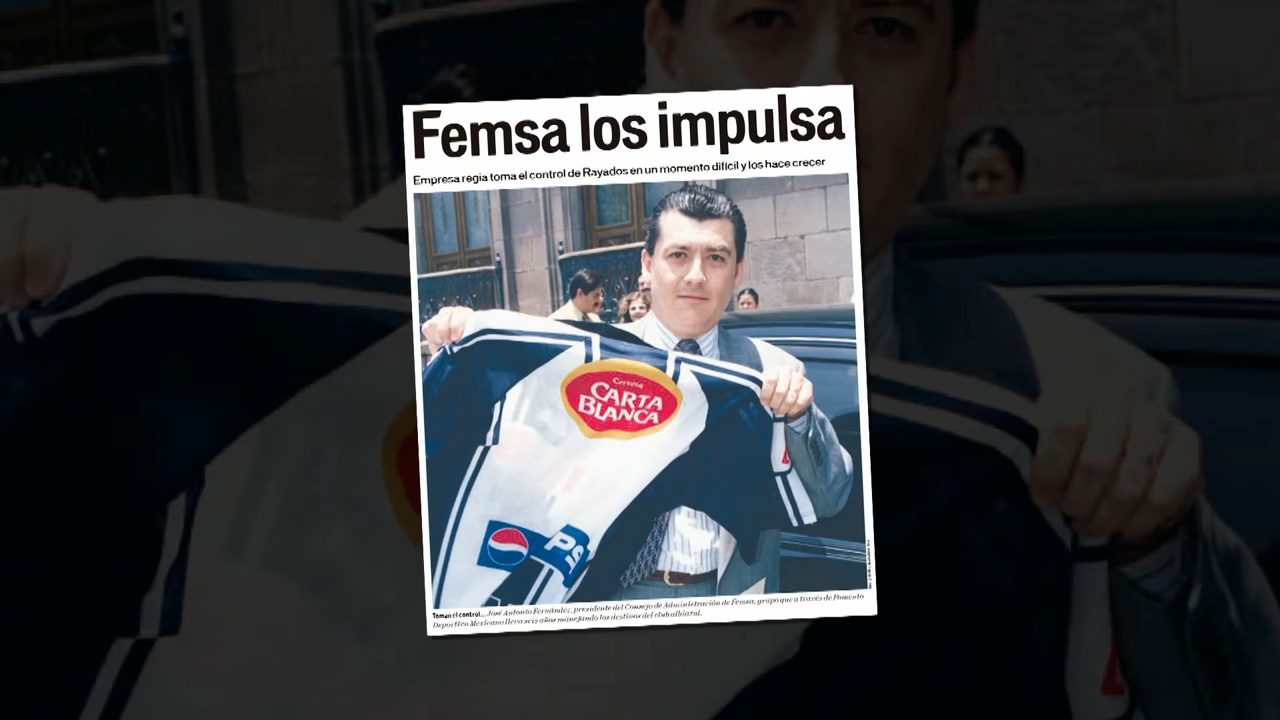 Femsa los impulsa
Empresa regia toma el control de Rayados en un momento difícil y los hace crecer
Cerveza
CARTA
BLANCA
Toman el control... José Antonio Fernández, presidente del Consejo de Administración de Femsa, grupo que a través de Fomento
Deportivo Mexicano lleva seis años manejando los destinos del club albiazul.